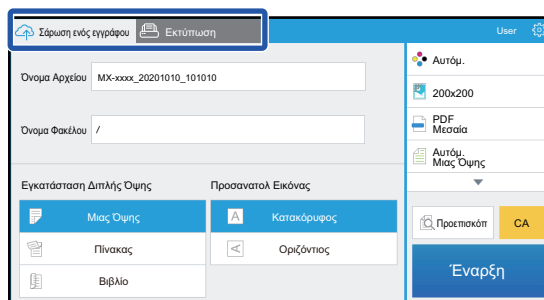 Σάρωση ενός εγγράφου Εκτύπωση User
Όνομα Αρχείου MX-xxxx_20201010_101010
Όνομα Φακέλου /
Εγκατάσταση Διπλής Όψης Προσανατολ Εικόνας
Μιας Όψης A Κατακόρυφος
Πίνακας A Οριζόντιος
Βιβλίο
Αυτόμ.
200x200
PDF
Μεσαία
Αυτόμ.
Μιας Όψης
Προεπισκόπ CA
Έναρξη